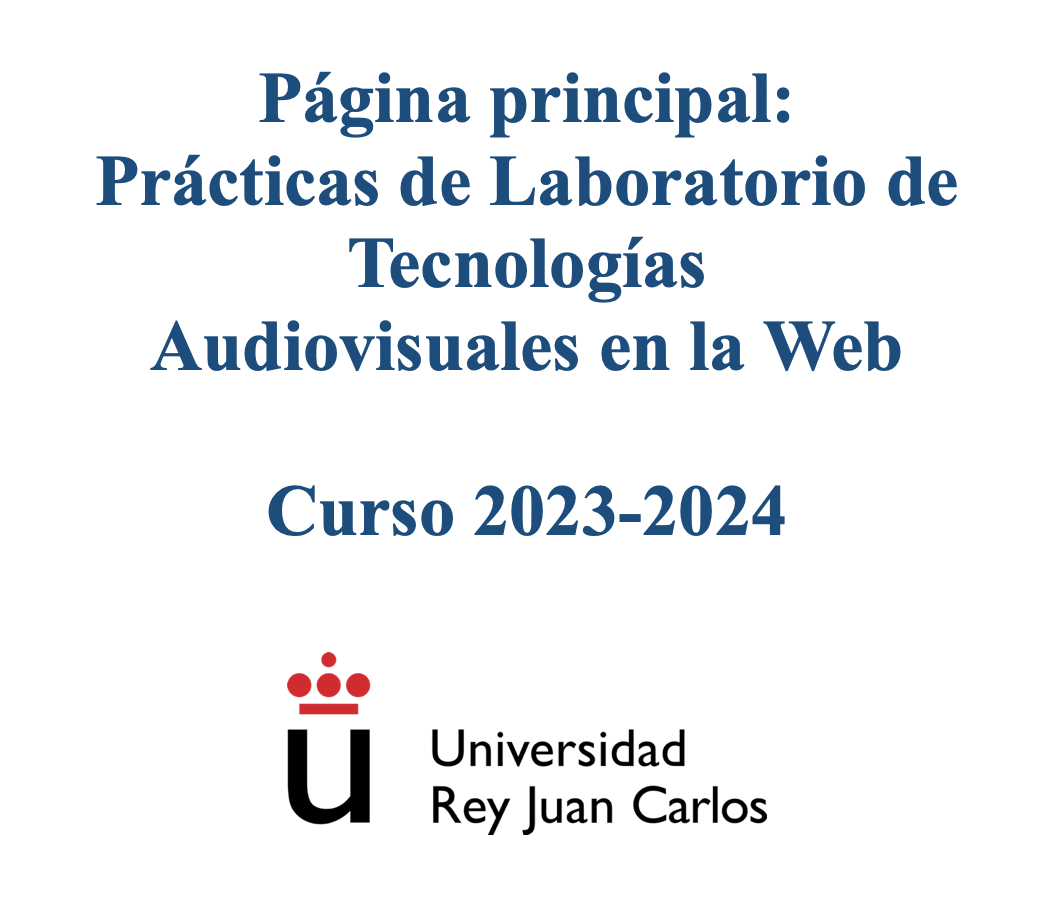 Página principal:
Prácticas de Laboratorio de
Tecnologías
Audiovisuales en la Web
Curso 2023-2024
Universidad
Rey Juan Carlos